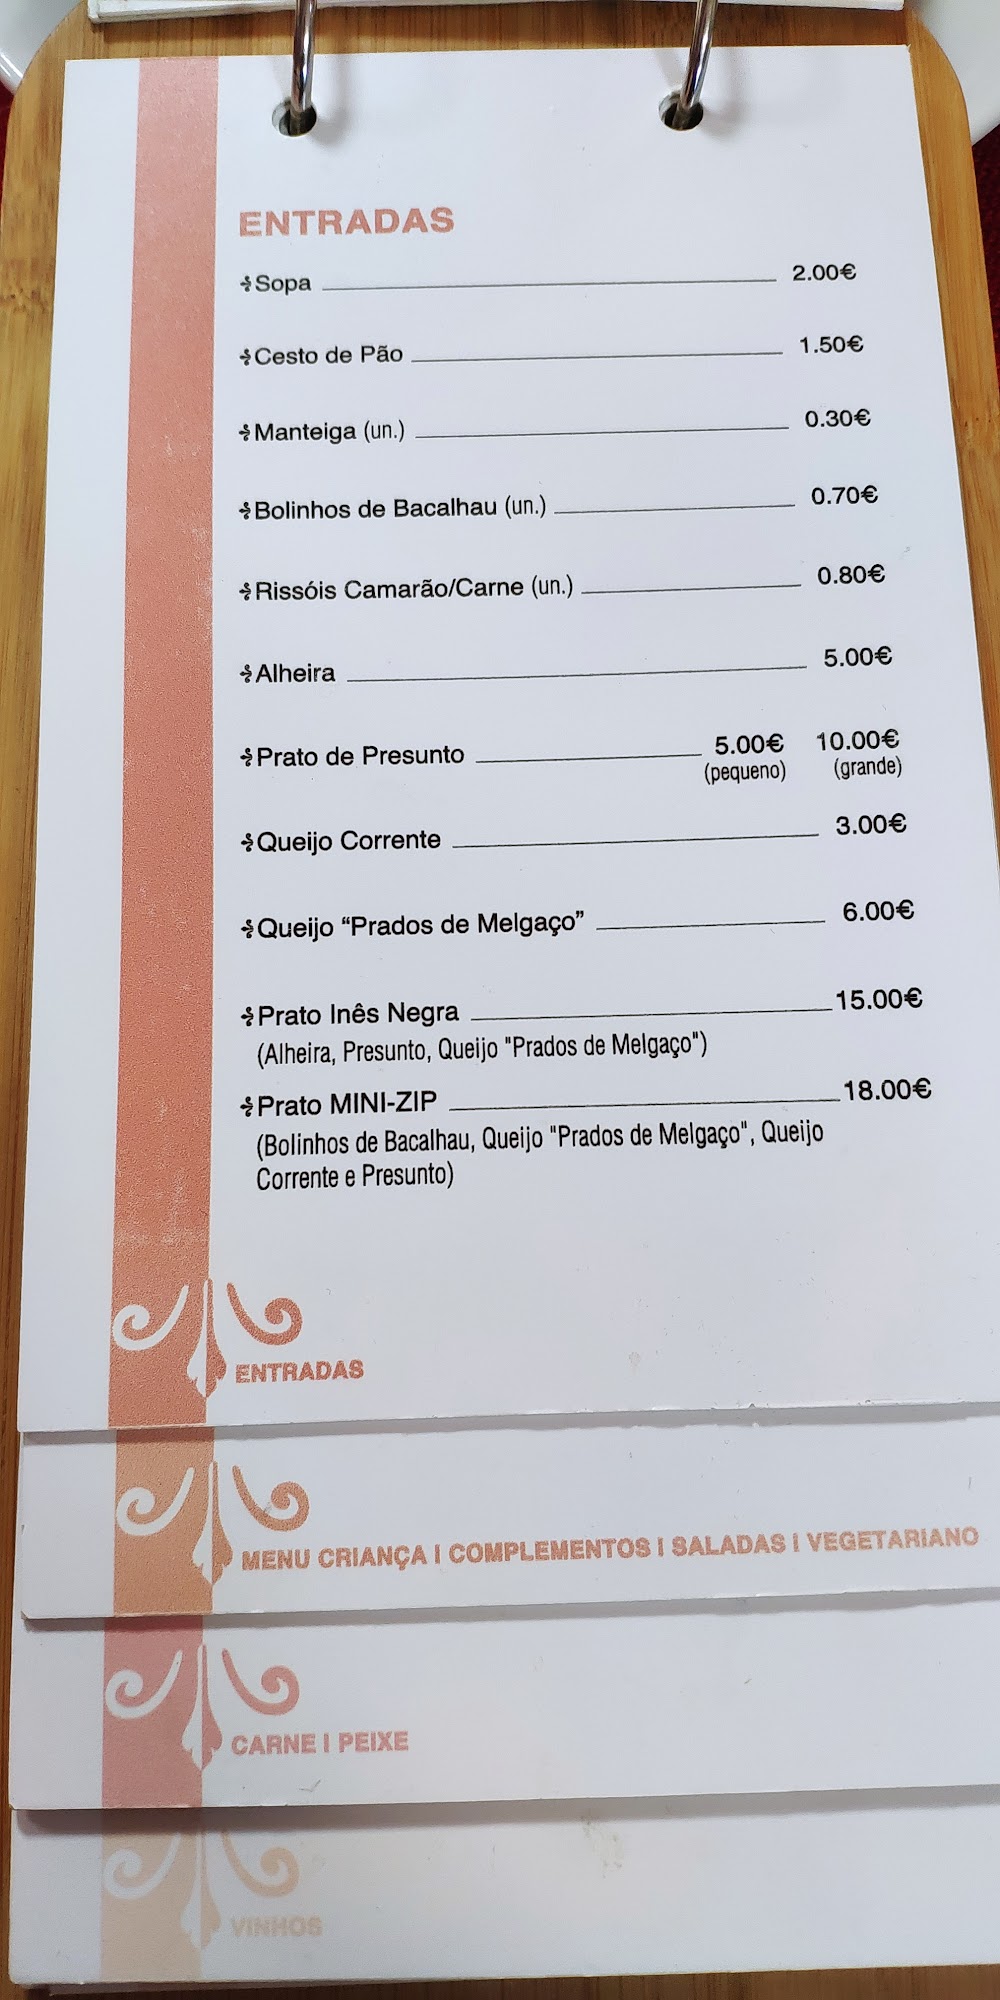 ENTRADAS
Sopa 2.00€
Cesto de Pão 1.50€
Manteiga (un.) 0.30€
Bolinhos de Bacalhau (un.) 0.70€
Rissóis Camarão/Carne (un.) 0.80€
Alheira 5.00€
Prato de Presunto 5.00€ 10.00€
(pequeno) (grande)
Queijo Corrente 3.00€
Queijo “Prados de Melgaço” 6.00€
Prato Inês Negra 15.00€
(Alheira, Presunto, Queijo "Prados de Melgaço")
Prato MINI-ZIP 18.00€
(Bolinhos de Bacalhau, Queijo "Prados de Melgaço", Queijo
Corrente e Presunto)
ENTRADAS
MENU CRIANÇA I COMPLEMENTOS I SALADAS I VEGETARIANO
CARNE I PEIXE
VINHOS